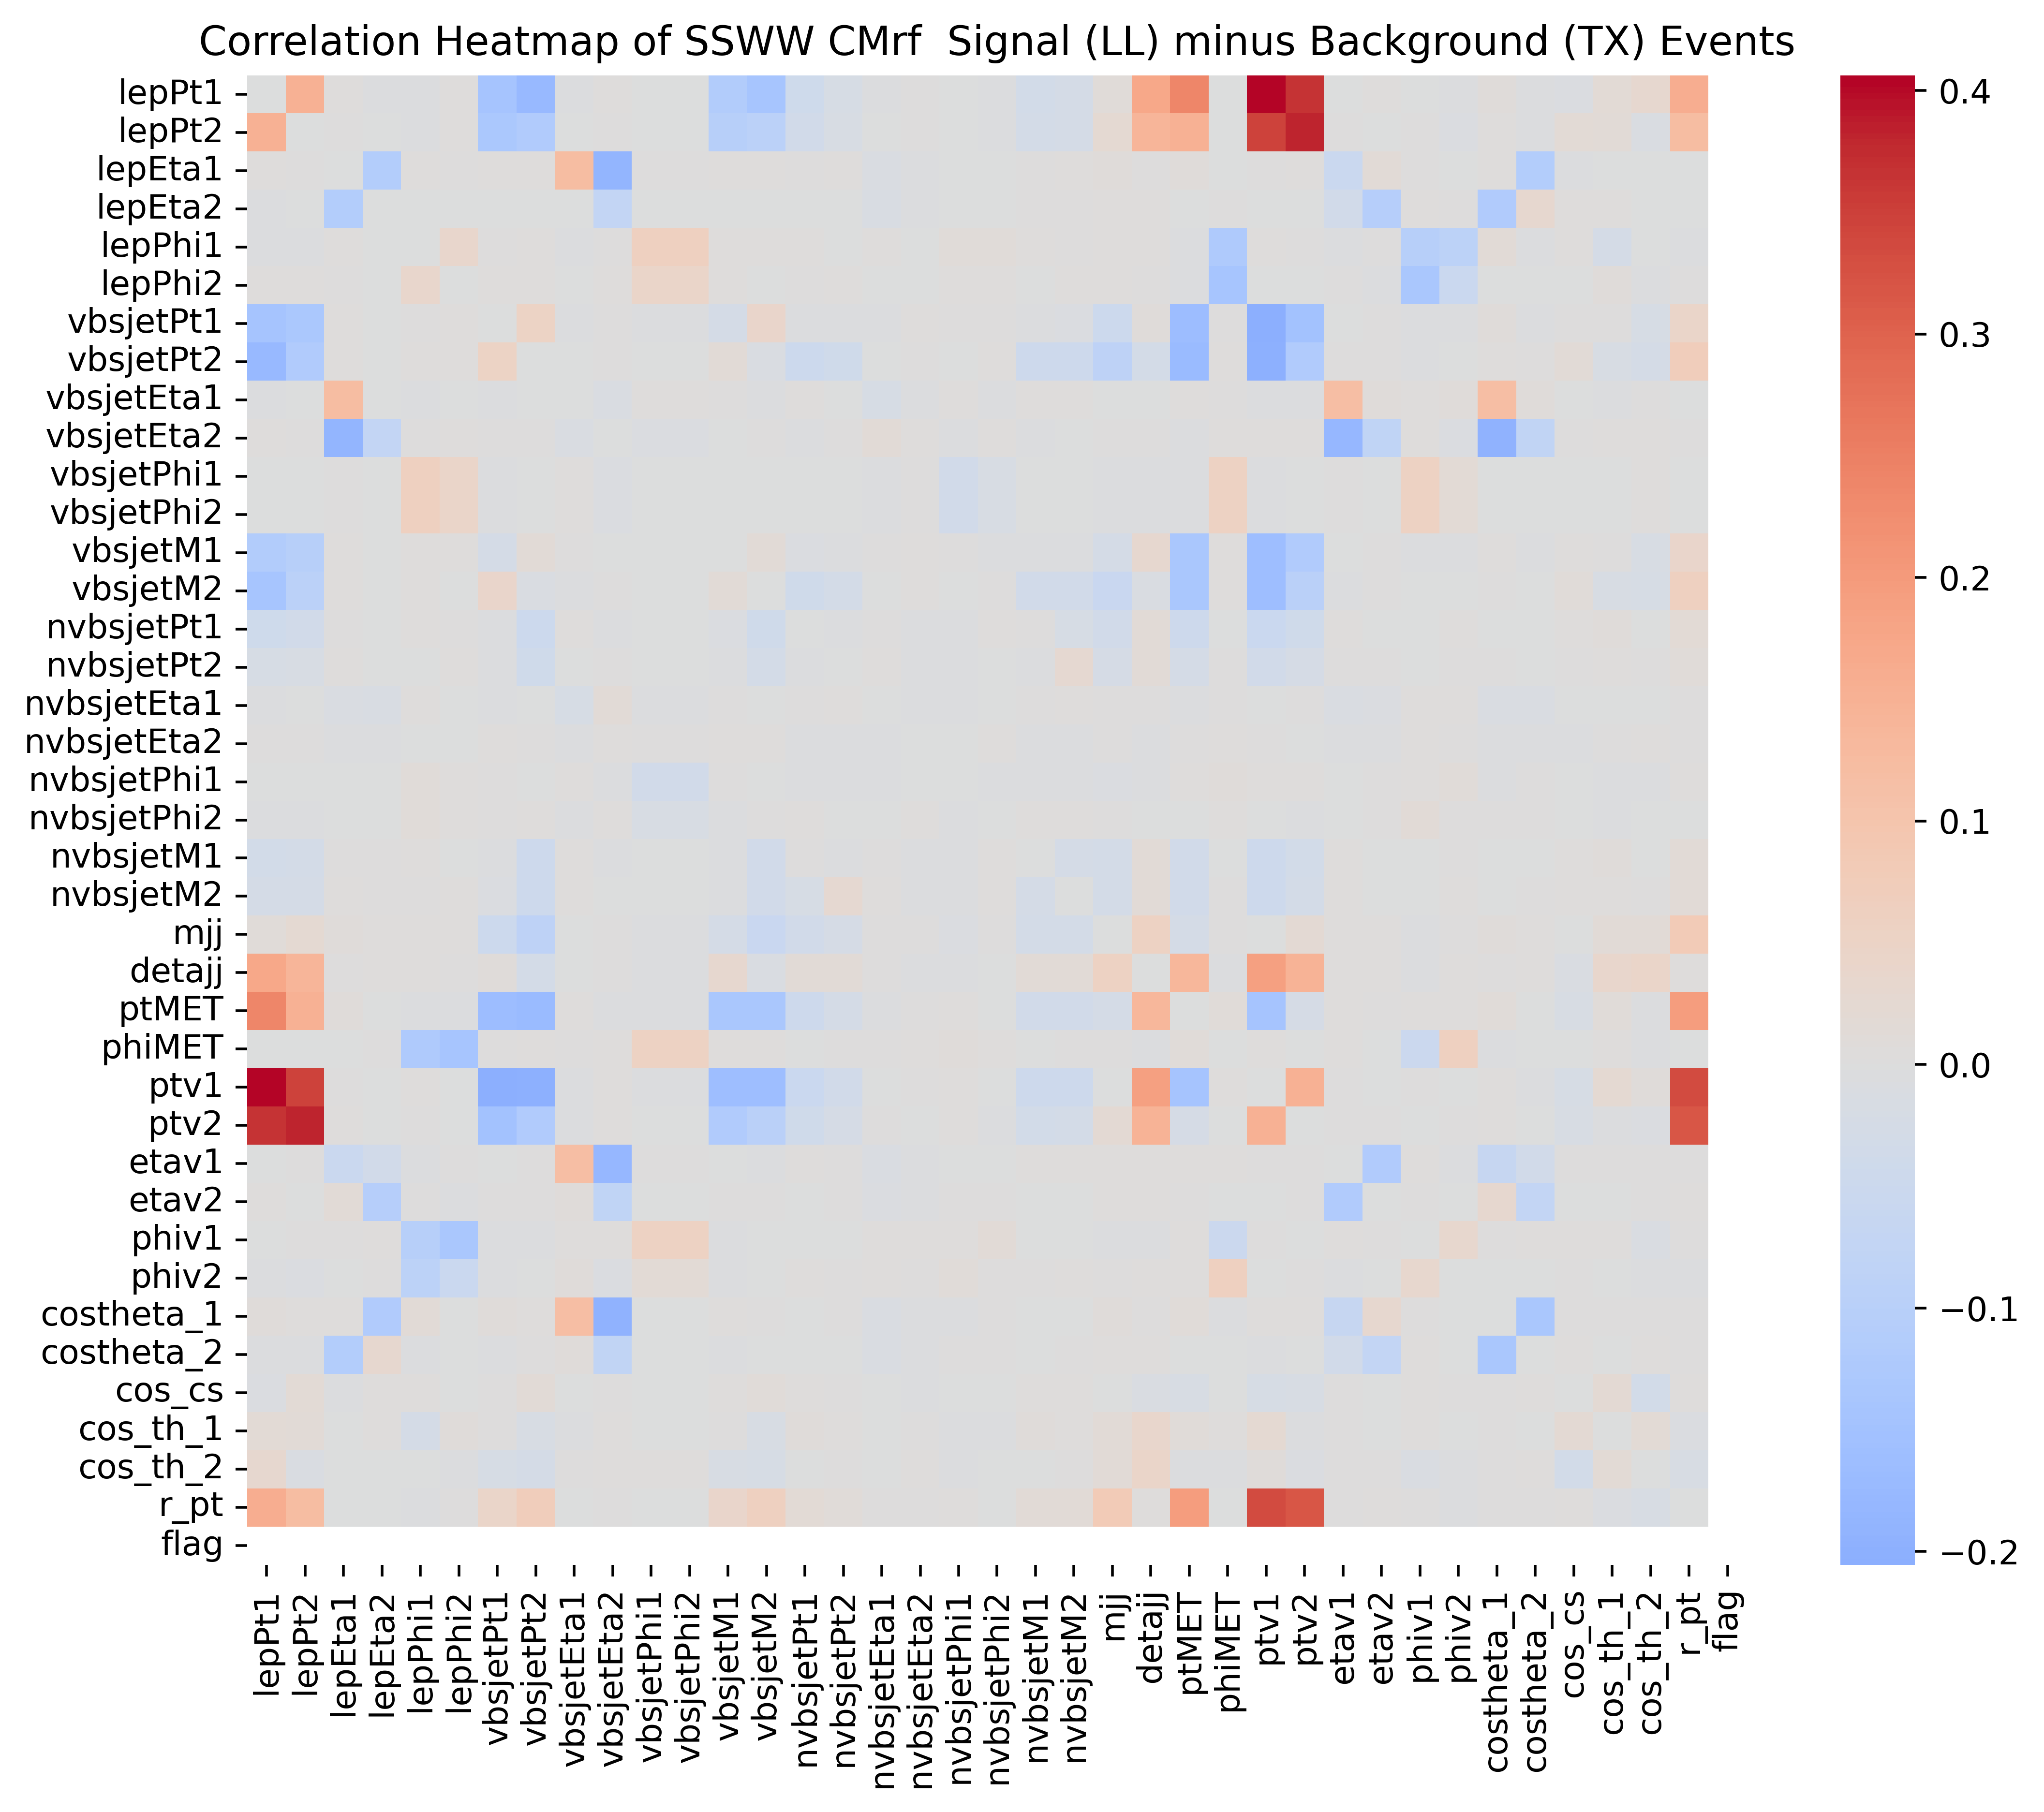 Correlation Heatmap of SSWW CMrf  Signal (LL) minus Background (TX) Events
lepPt1
lepPt2
lepEta1
lepEta2
lepPhi1
lepPhi2
vbsjetPt1
vbsjetPt2
vbsjetEta1
vbsjetEta2
vbsjetPhi1
vbsjetPhi2
vbsjetM1
vbsjetM2
nvbsjetPt1
nvbsjetPt2
nvbsjetEta1
nvbsjetEta2
nvbsjetPhi1
nvbsjetPhi2
nvbsjetM1
nvbsjetM2
mjj
detajj
ptMET
phiMET
ptv1
ptv2
etav1
etav2
phiv1
phiv2
costheta_1
costheta_2
cos_cs
cos_th_1
cos_th_2
r_pt
flag
lepPt1
lepPt2
lepEta1
lepEta2
lepPhi1
lepPhi2
vbsjetPt1
vbsjetPt2
vbsjetEta1
vbsjetEta2
vbsjetPhi1
vbsjetPhi2
vbsjetM1
vbsjetM2
nvbsjetPt1
nvbsjetPt2
nvbsjetEta1
nvbsjetEta2
nvbsjetPhi1
nvbsjetPhi2
nvbsjetM1
nvbsjetM2
mjj
detajj
ptMET
phiMET
ptv1
ptv2
etav1
etav2
phiv1
phiv2
costheta_1
costheta_2
cos_cs
cos_th_1
cos_th_2
r_pt
flag
0.4
0.3
0.2
0.1
0.0
−0.1
−0.2